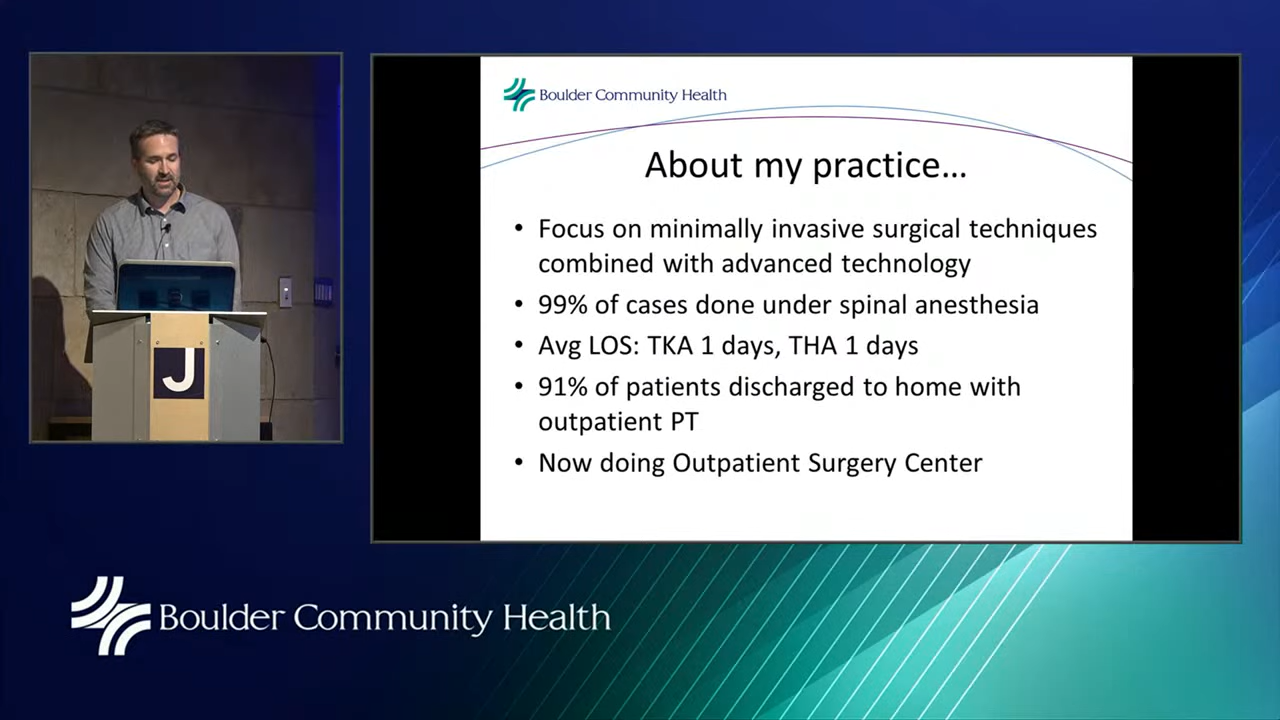 Boulder Community Health
About my practice…
• Focus on minimally invasive surgical techniques
combined with advanced technology
• 99% of cases done under spinal anesthesia
• Avg LOS: TKA 1 days, THA 1 days
• 91% of patients discharged to home with
outpatient PT
• Now doing Outpatient Surgery Center
J
Boulder Community Health